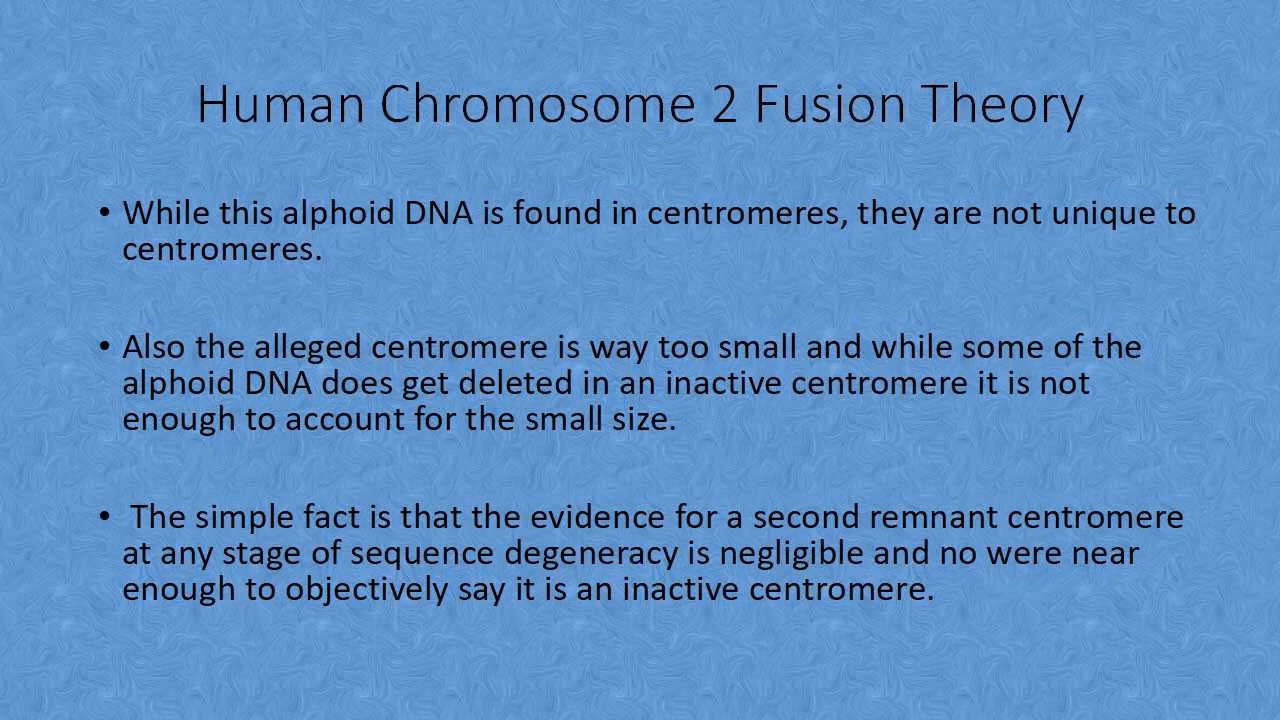 Human Chromosome 2 Fusion Theory
• While this alphoid DNA is found in centromeres, they are not unique to
centromeres.
• Also the alleged centromere is way too small and while some of the
alphoid DNA does get deleted in an inactive centromere it is not
enough to account for the small size.
• The simple fact is that the evidence for a second remnant centromere
at any stage of sequence degeneracy is negligible and no were near
enough to objectively say it is an inactive centromere.